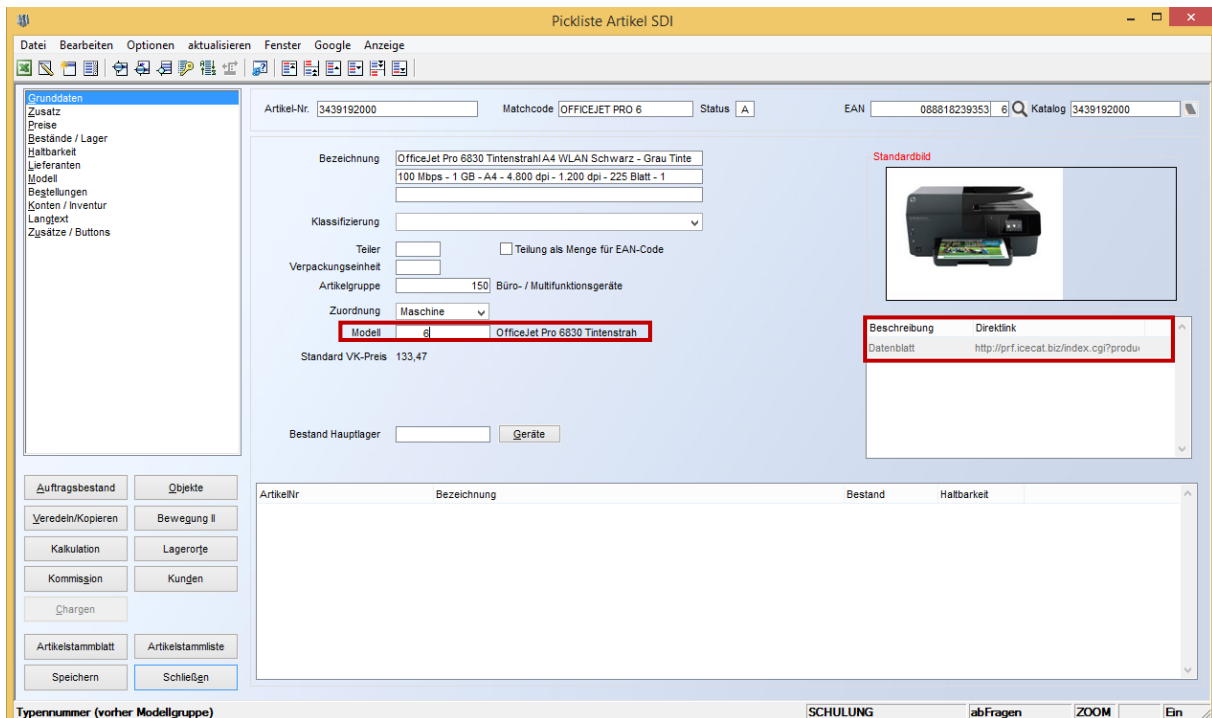 Pickliste Artikel SDI
Datei Bearbeiten Optionen aktualisieren Fenster Google Anzeige
Grunddaten
Zusatz
Preise
Bestände / Lager
Haltbarkeit
Lieferanten
Modell
Bestellungen
Konten / Inventur
Langtext
Zusätze / Buttons
Artikel-Nr. 3439192000 Matchcode OFFICEJET PRO 6 Status A EAN 088818239353 6 Katalog 3439192000
Bezeichnung OfficeJet Pro 6830 Tintenstrahl A4 WLAN Schwarz - Grau Tinte
100 Mbps - 1 GB - A4 - 4.800 dpi - 1.200 dpi - 225 Blatt - 1
Klassifizierung
Teiler Teilung als Menge für EAN-Code
Verpackungseinheit
Artikelgruppe 150 Büro- / Multifunktionsgeräte
Zuordnung Maschine
Modell 6 OfficeJet Pro 6830 Tintenstrah
Standard VK-Preis 133,47
Bestand Hauptlager Geräte
Standardbild
Beschreibung Direktlink
Datenblatt http://prf.icecat.biz/index.cgi?produ
Auftragsbestand Objekte
Veredeln/Kopieren Bewegung II
Kalkulation Lagerorte
Kommission Kunden
Chargen
Artikelstammblatt Artikelstammliste
Speichern Schließen
ArtikelNr Bezeichnung Bestand Haltbarkeit
Typennummer (vorher Modellgruppe) SCHULUNG abFragen ZOOM Ein